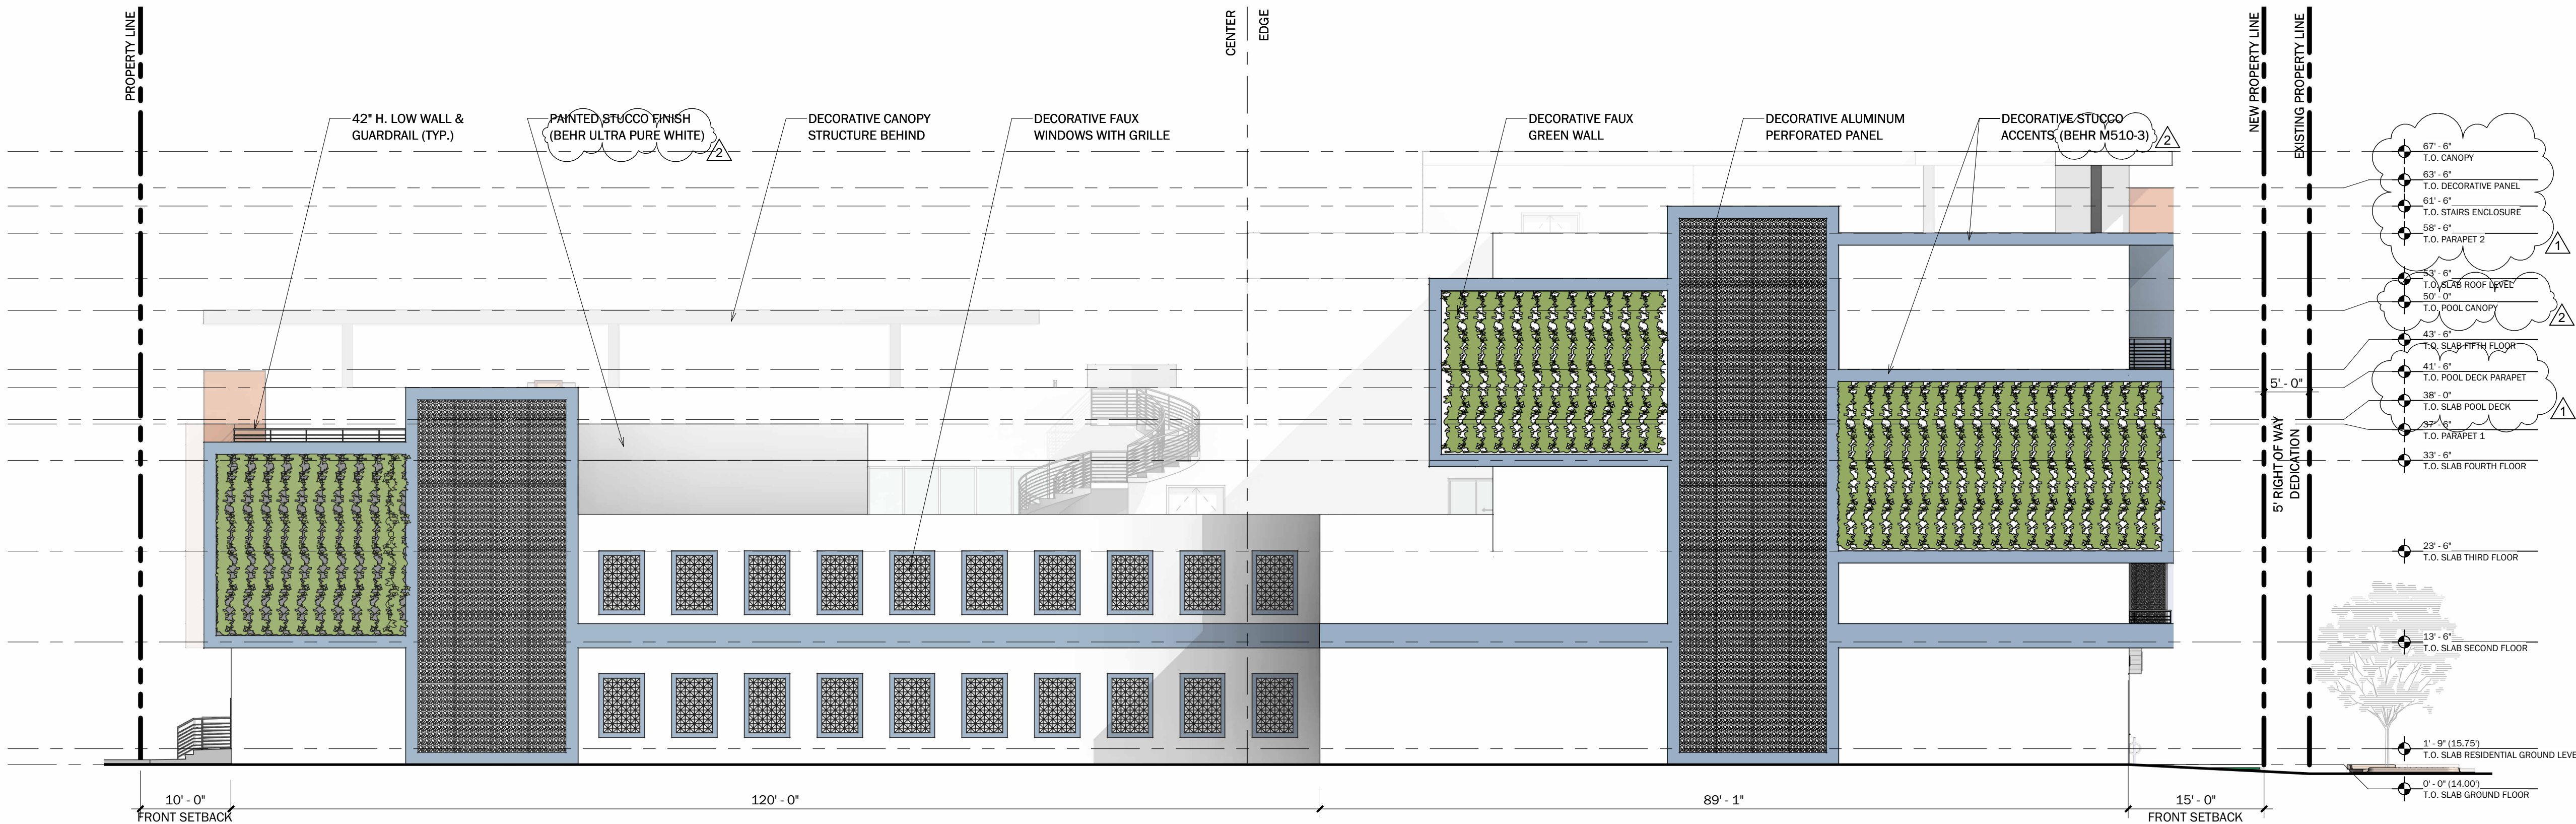 PROPERTY LINE
CENTER
EDGE
NEW PROPERTY LINE
EXISTING PROPERTY LINE
42" H. LOW WALL &
GUARDRAIL (TYP.)
PAINTED STUCCO FINISH
(BEHR ULTRA PURE WHITE)
2
DECORATIVE CANOPY
STRUCTURE BEHIND
DECORATIVE FAUX
WINDOWS WITH GRILLE
DECORATIVE FAUX
GREEN WALL
DECORATIVE ALUMINUM
PERFORATED PANEL
DECORATIVE STUCCO
ACCENTS (BEHR M510-3)
2
67' - 6"
T.O. CANOPY
63' - 6"
T.O. DECORATIVE PANEL
61' - 6"
T.O. STAIRS ENCLOSURE
58' - 6"
T.O. PARAPET 2
1
53' - 6"
T.O. SLAB ROOF LEVEL
50' - 0"
T.O. POOL CANOPY
2
43' - 6"
T.O. SLAB FIFTH FLOOR
41' - 6"
T.O. POOL DECK PARAPET
38' - 0"
T.O. SLAB POOL DECK
1
37' - 6"
T.O. PARAPET 1
33' - 6"
T.O. SLAB FOURTH FLOOR
23' - 6"
T.O. SLAB THIRD FLOOR
13' - 6"
T.O. SLAB SECOND FLOOR
1' - 9" (15.75')
T.O. SLAB RESIDENTIAL GROUND LEVE
0' - 0" (14.00')
T.O. SLAB GROUND FLOOR
5' - 0"
5' RIGHT OF WAY
DEDICATION
10' - 0"
FRONT SETBACK
120' - 0"
89' - 1"
15' - 0"
FRONT SETBACK